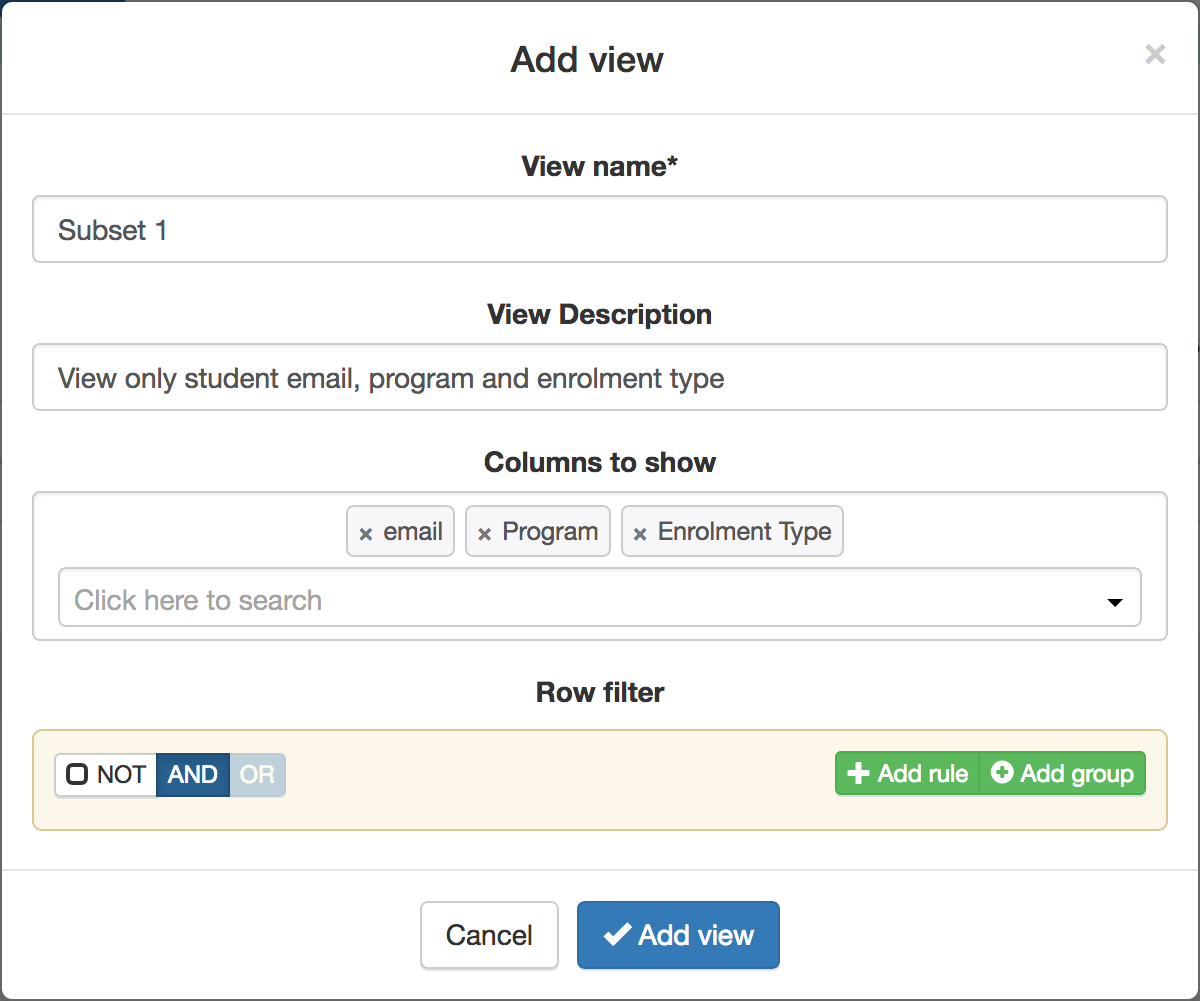 Add view ×
View name*
Subset 1
View Description
View only student email, program and enrolment type
Columns to show
× email × Program × Enrolment Type
Click here to search
Row filter
NOT AND OR Add rule Add group
Cancel Add view